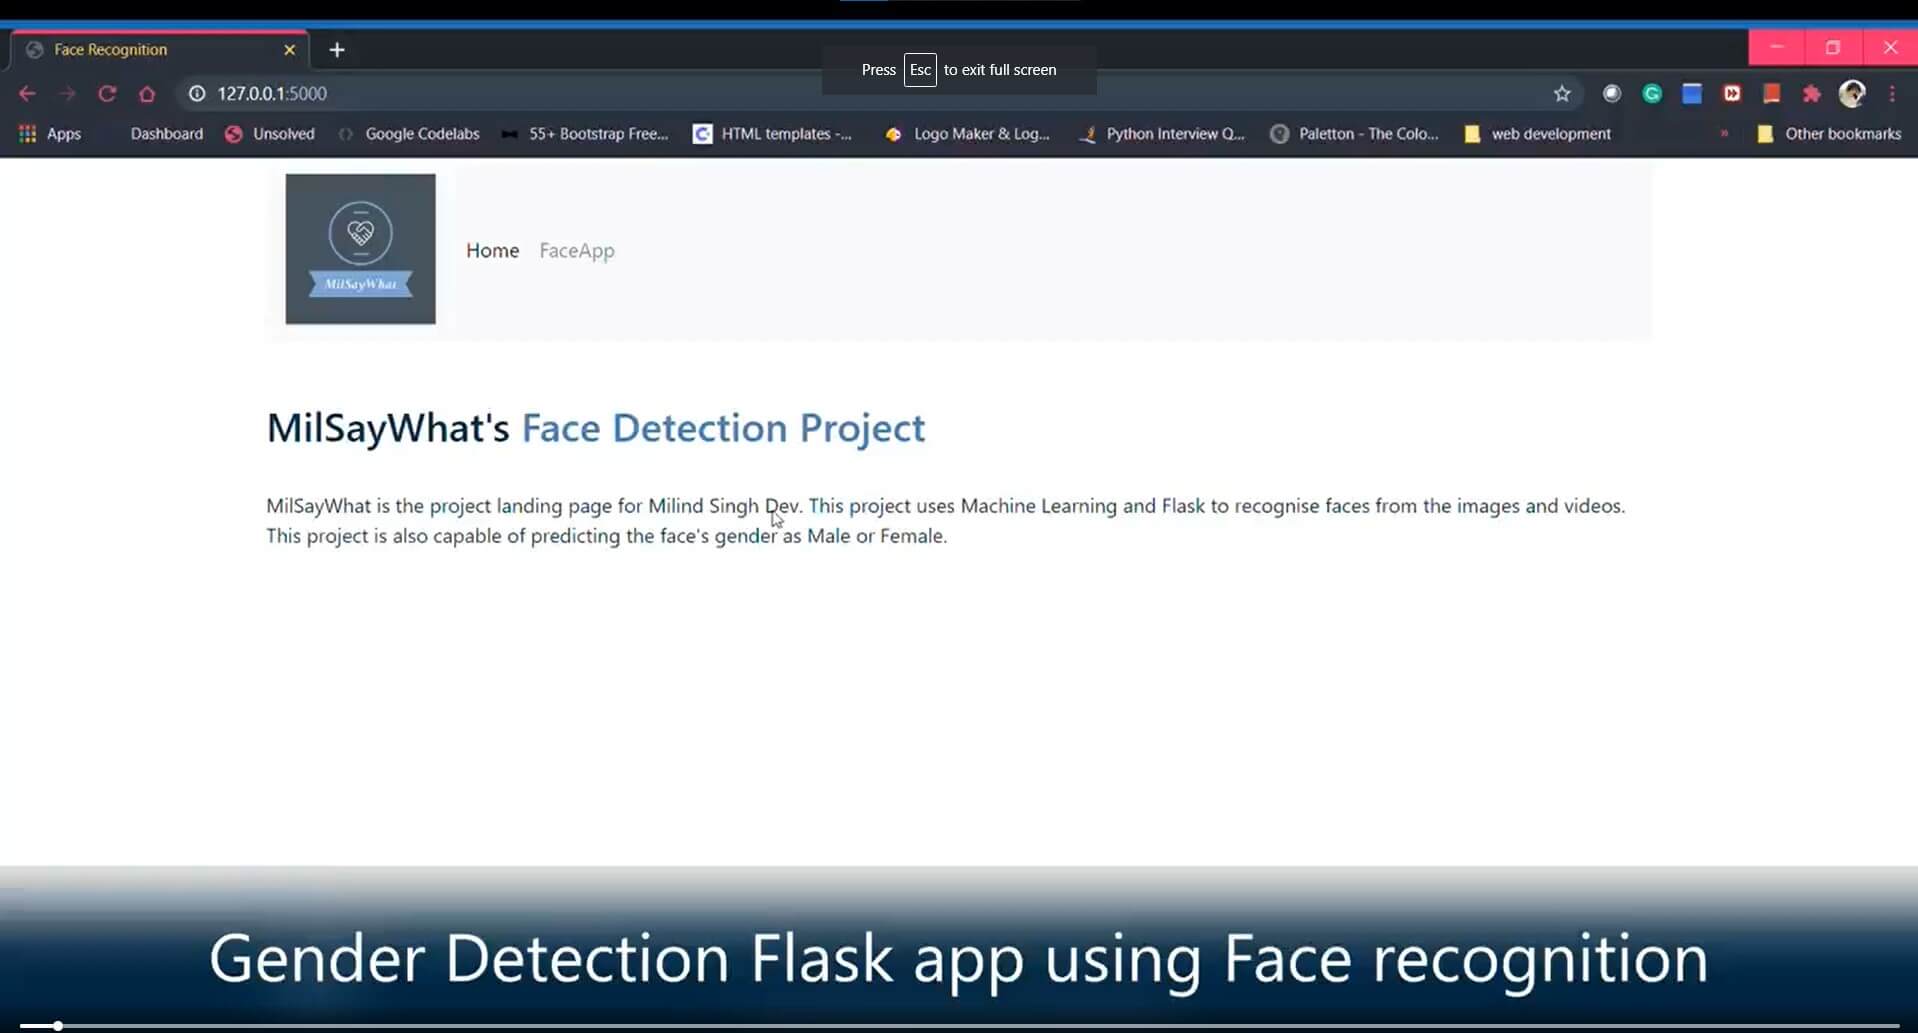 Face Recognition
Press Esc to exit full screen
127.0.0.1:5000
Apps Dashboard Unsolved Google Codelabs 55+ Bootstrap Free... HTML templates -... Logo Maker & Log... Python Interview Q... Paletton - The Colo... web development » Other bookmarks
MilSayWhat
Home FaceApp
MilSayWhat's Face Detection Project
MilSayWhat is the project landing page for Milind Singh Dev. This project uses Machine Learning and Flask to recognise faces from the images and videos.
This project is also capable of predicting the face's gender as Male or Female.
Gender Detection Flask app using Face recognition